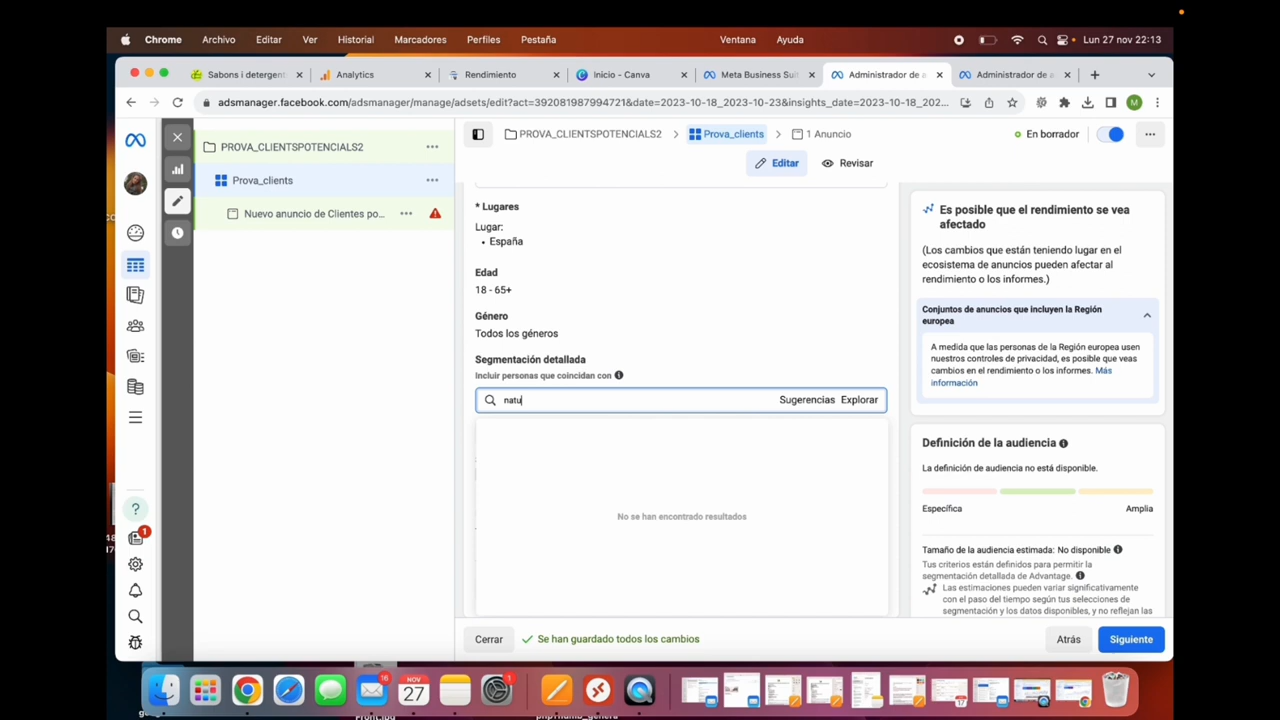 Chrome Archivo Editar Ver Historial Marcadores Perfiles Pestaña Ventana Ayuda Lun 27 nov 22:13
Sabons i detergent Analytics Rendimiento Inicio - Canva Meta Business Sui Administrador de a Administrador de a
adsmanager.facebook.com/adsmanager/manage/adsets/edit?act=392081987994721&date=2023-10-18_2023-10-23&insights_date=2023-10-18_202... M
PROVA_CLIENTSPOTENCIALS2
Prova_clients
Nuevo anuncio de Clientes po...
PROVA_CLIENTSPOTENCIALS2 > Prova_clients > 1 Anuncio
En borrador
Editar Revisar
* Lugares
Lugar:
• España
Edad
18 - 65+
Género
Todos los géneros
Segmentación detallada
Incluir personas que coincidan con
natu Sugerencias Explorar
No se han encontrado resultados
Es posible que el rendimiento se vea
afectado
(Los cambios que están teniendo lugar en el
ecosistema de anuncios pueden afectar al
rendimiento o los informes.)
Conjuntos de anuncios que incluyen la Región
europea
A medida que las personas de la Región europea usen
nuestros controles de privacidad, es posible que veas
cambios en el rendimiento o los informes. Más
información
Definición de la audiencia
La definición de audiencia no está disponible.
Específica Amplia
Tamaño de la audiencia estimada: No disponible
Tus criterios están definidos para permitir la
segmentación detallada de Advantage.
Las estimaciones pueden variar significativamente
con el paso del tiempo según tus selecciones de
segmentación y los datos disponibles, y no reflejan las
Cerrar Se han guardado todos los cambios Atrás Siguiente
1
16
NOV
27
1
17